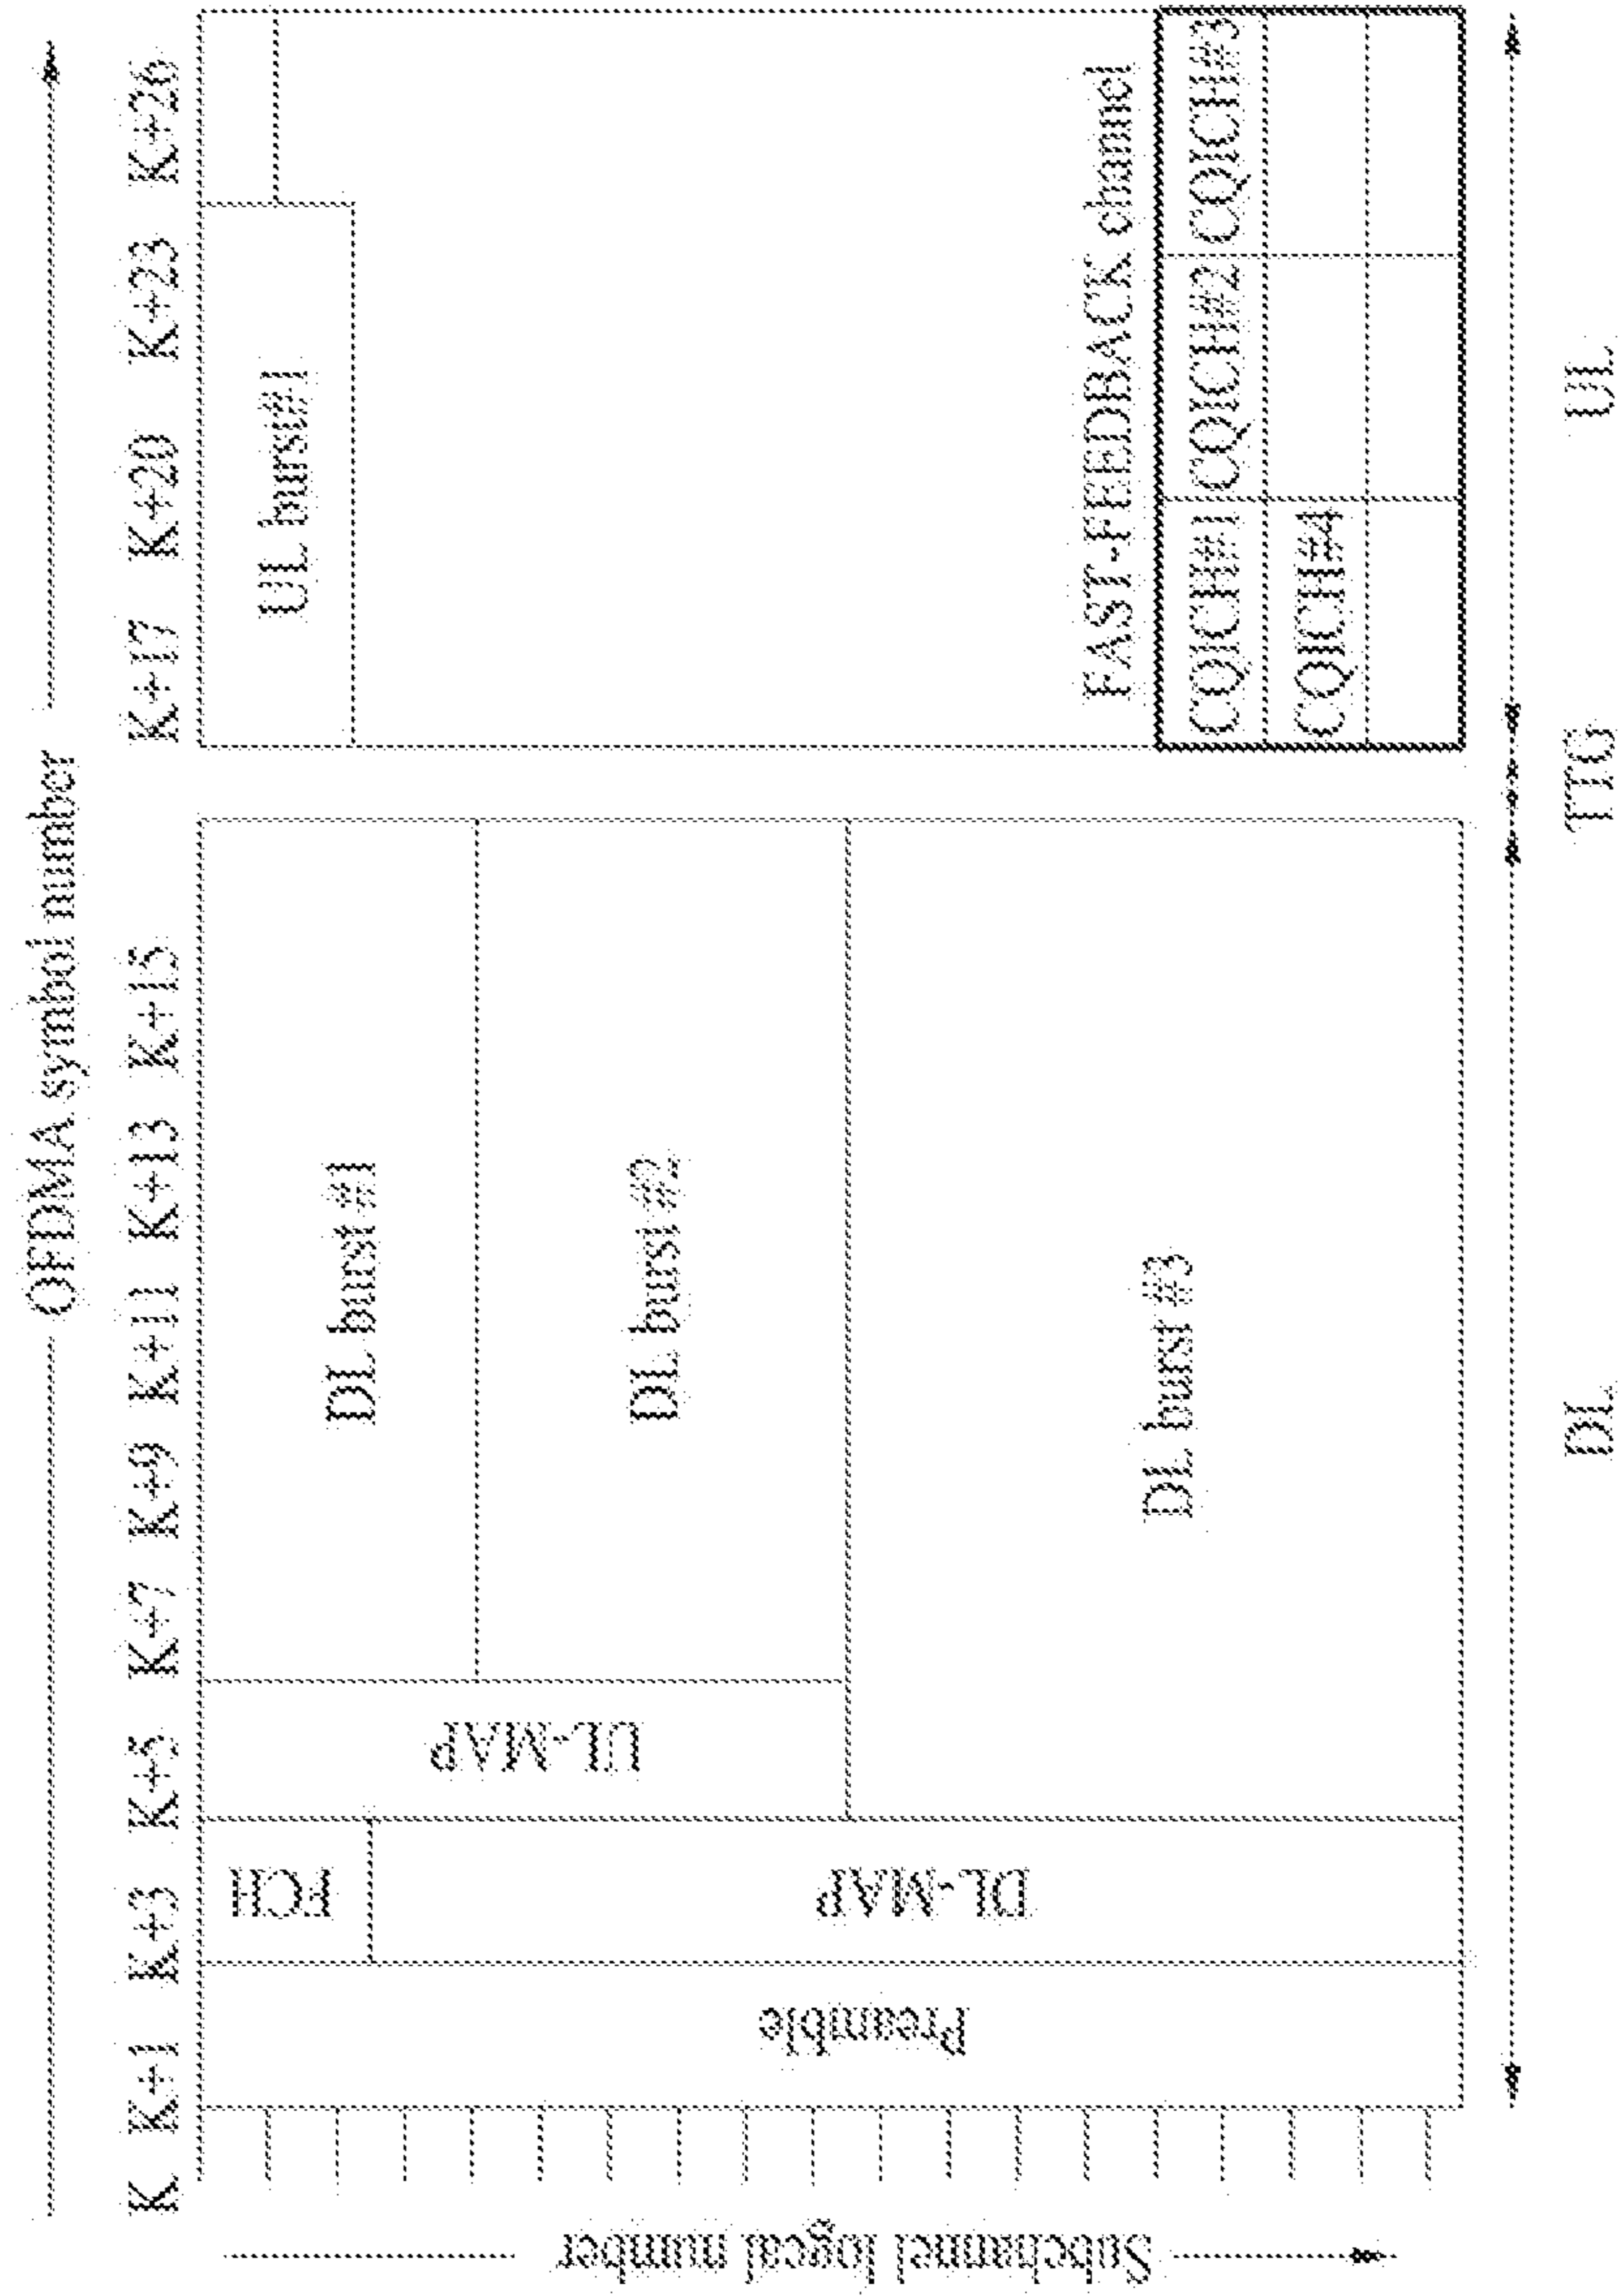 OFDMA symbol number
K K+1 K+3 K+5 K+7 K+9 K+11 K+13 K+15 K+17 K+20 K+23 K+26
Subchannel logcal number
Preamble
FCH
DL-MAP
UL-MAP
DL burst #1
DL burst #2
DL burst #3
UL burst#1
FAST-FEEDBACK channel
CQICH#1 CQICH#2 CQICH#3
CQICH#4
DL TTG UL